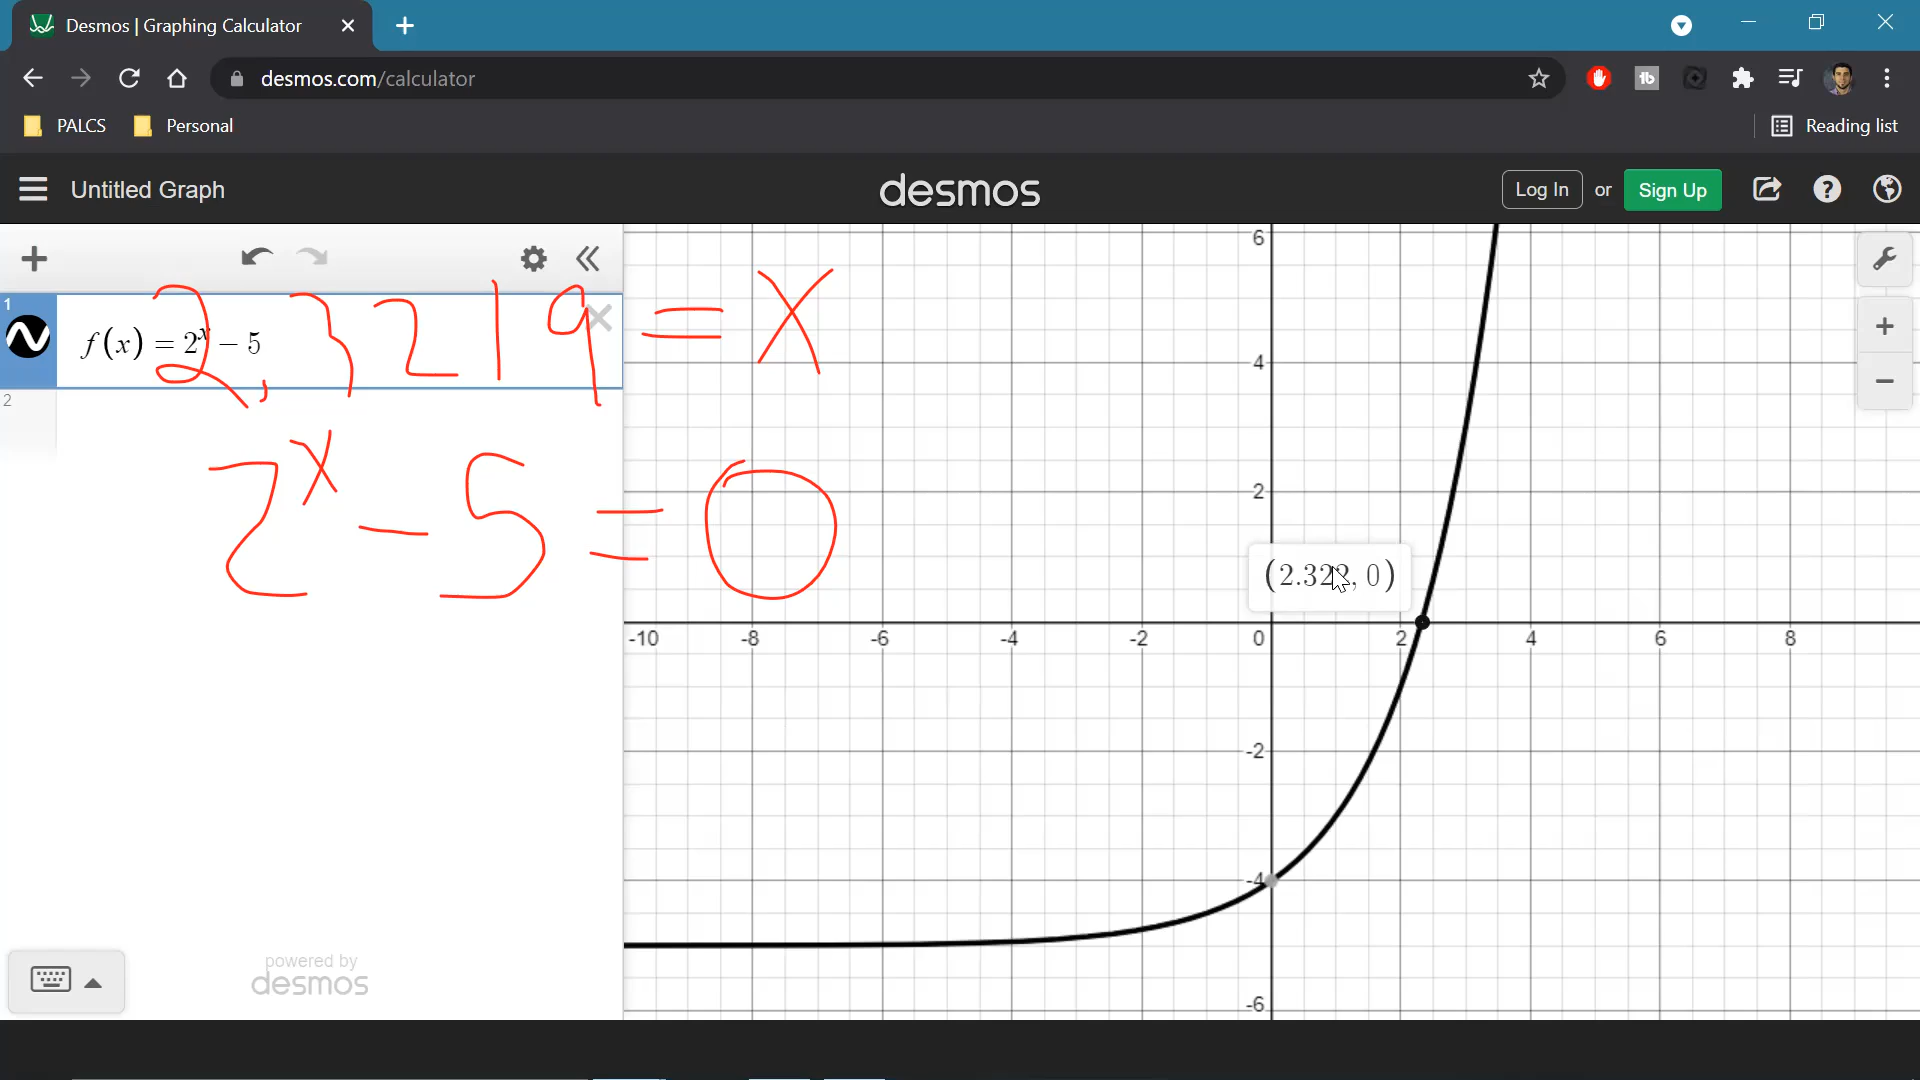 Desmos | Graphing Calculator
desmos.com/calculator
PALCS Personal Reading list
Untitled Graph desmos Log In or Sign Up
1
f(x) = 2^x − 5
2
2.3219 = X
2^x − 5 = 0
6
4
2
(2.322, 0)
-10 -8 -6 -4 -2 0 2 4 6 8
-2
-4
-6
powered by
desmos